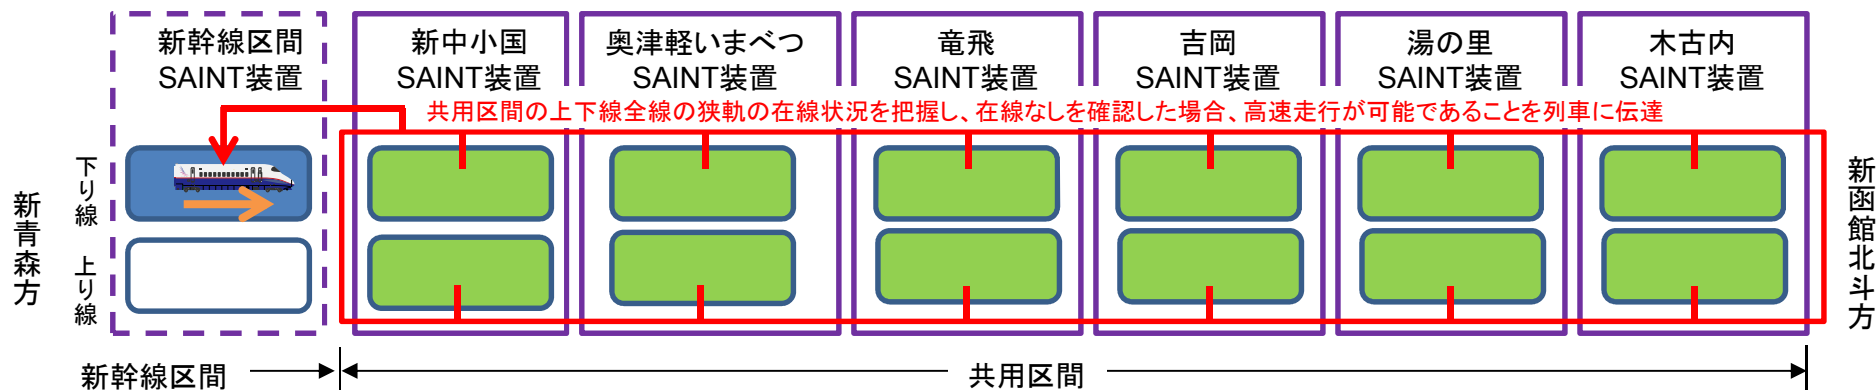 新幹線区間
SAINT装置
新中小国
SAINT装置
奥津軽いまべつ
SAINT装置
竜飛
SAINT装置
吉岡
SAINT装置
湯の里
SAINT装置
木古内
SAINT装置
共用区間の上下線全線の狭軌の在線状況を把握し、在線なしを確認した場合、高速走行が可能であることを列車に伝達
新青森方
下り線
上り線
新函館北斗方
新幹線区間
共用区間